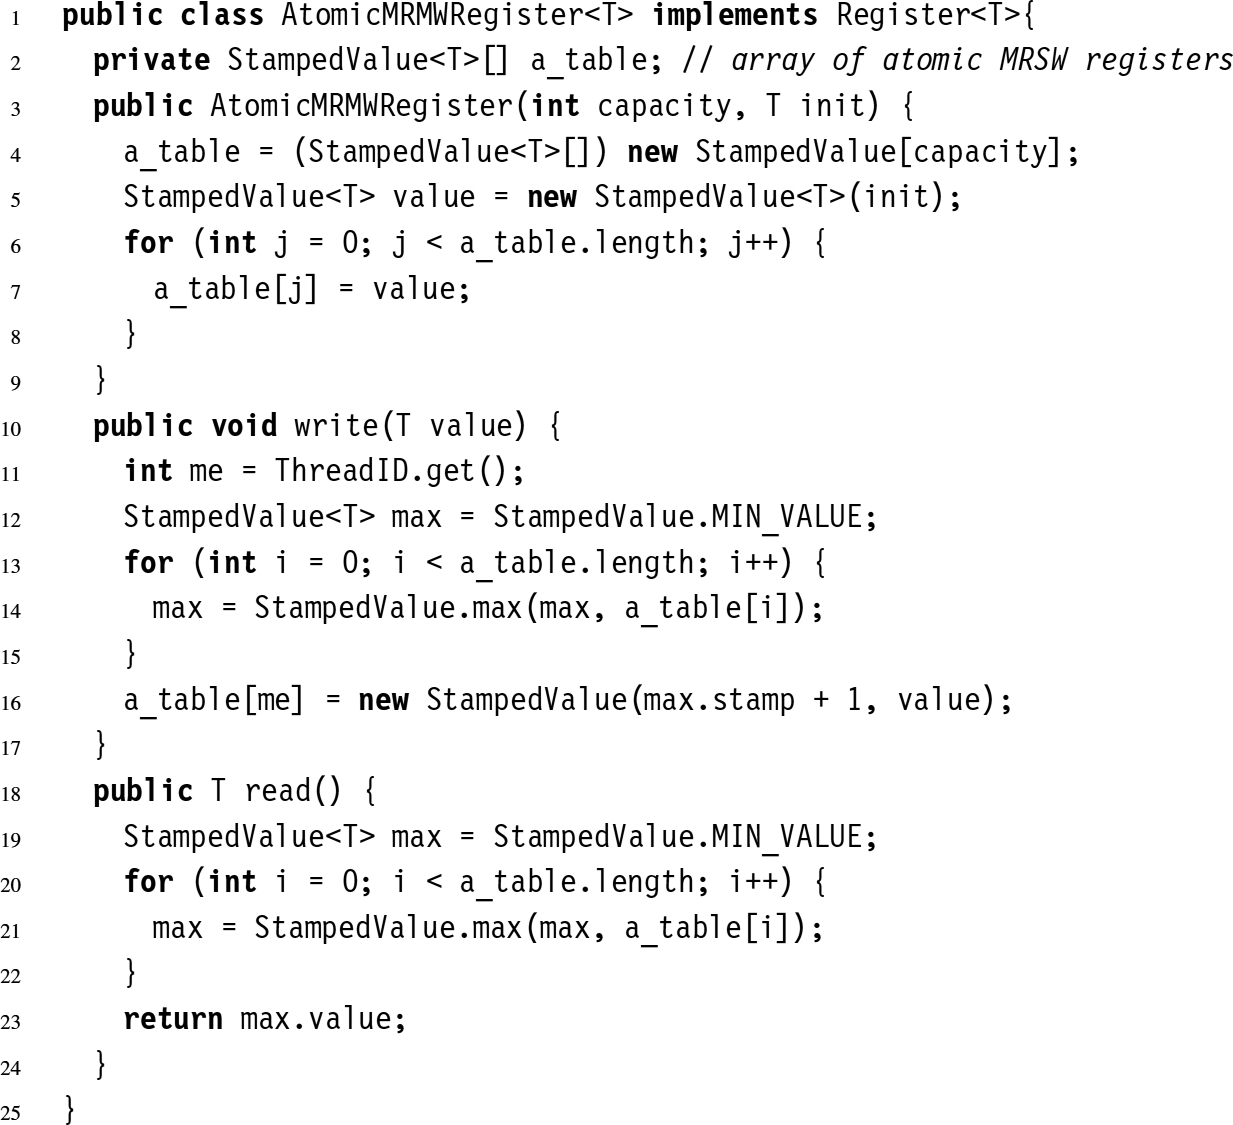 1 public class AtomicMRMWRegister<T> implements Register<T>{
2 private StampedValue<T>[] a_table; // array of atomic MRSW registers
3 public AtomicMRMWRegister(int capacity, T init) {
4 a_table = (StampedValue<T>[]) new StampedValue[capacity];
5 StampedValue<T> value = new StampedValue<T>(init);
6 for (int j = 0; j < a_table.length; j++) {
7 a_table[j] = value;
8 }
9 }
10 public void write(T value) {
11 int me = ThreadID.get();
12 StampedValue<T> max = StampedValue.MIN_VALUE;
13 for (int i = 0; i < a_table.length; i++) {
14 max = StampedValue.max(max, a_table[i]);
15 }
16 a_table[me] = new StampedValue(max.stamp + 1, value);
17 }
18 public T read() {
19 StampedValue<T> max = StampedValue.MIN_VALUE;
20 for (int i = 0; i < a_table.length; i++) {
21 max = StampedValue.max(max, a_table[i]);
22 }
23 return max.value;
24 }
25 }